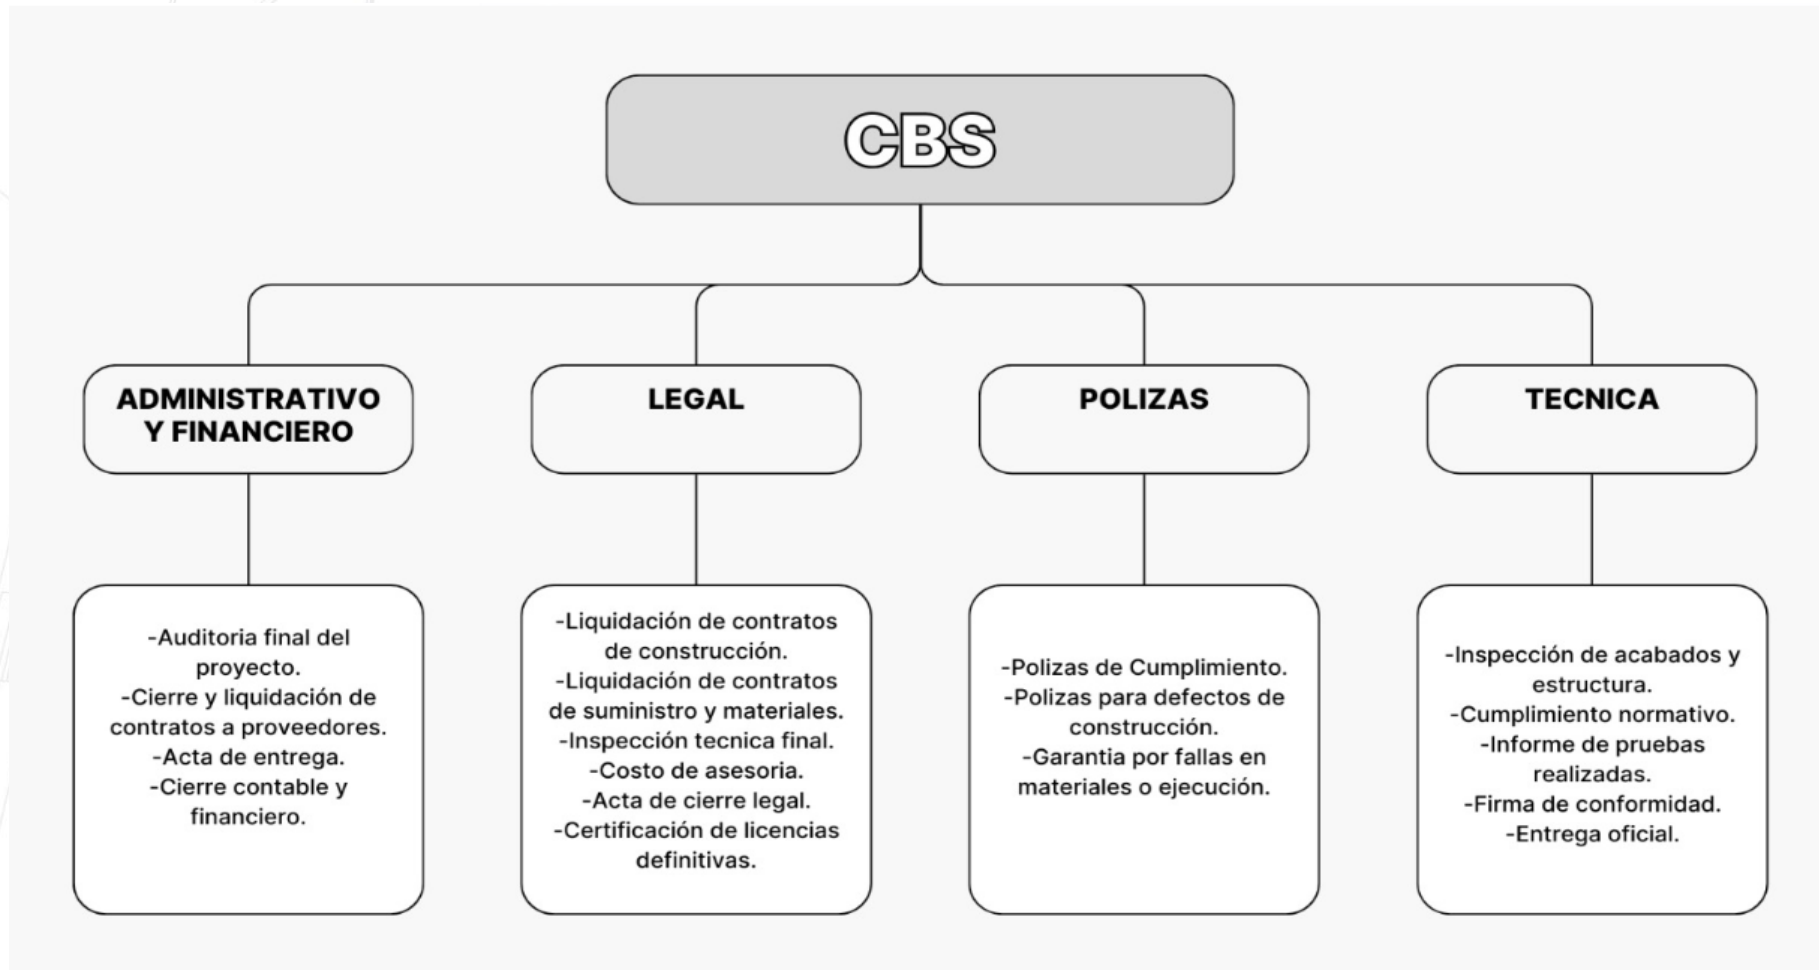 CBS
ADMINISTRATIVO
Y FINANCIERO
LEGAL
POLIZAS
TECNICA
-Auditoria final del
proyecto.
-Cierre y liquidación de
contratos a proveedores.
-Acta de entrega.
-Cierre contable y
financiero.
-Liquidación de contratos
de construcción.
-Liquidación de contratos
de suministro y materiales.
-Inspección tecnica final.
-Costo de asesoria.
-Acta de cierre legal.
-Certificación de licencias
definitivas.
-Polizas de Cumplimiento.
-Polizas para defectos de
construcción.
-Garantia por fallas en
materiales o ejecución.
-Inspección de acabados y
estructura.
-Cumplimiento normativo.
-Informe de pruebas
realizadas.
-Firma de conformidad.
-Entrega oficial.